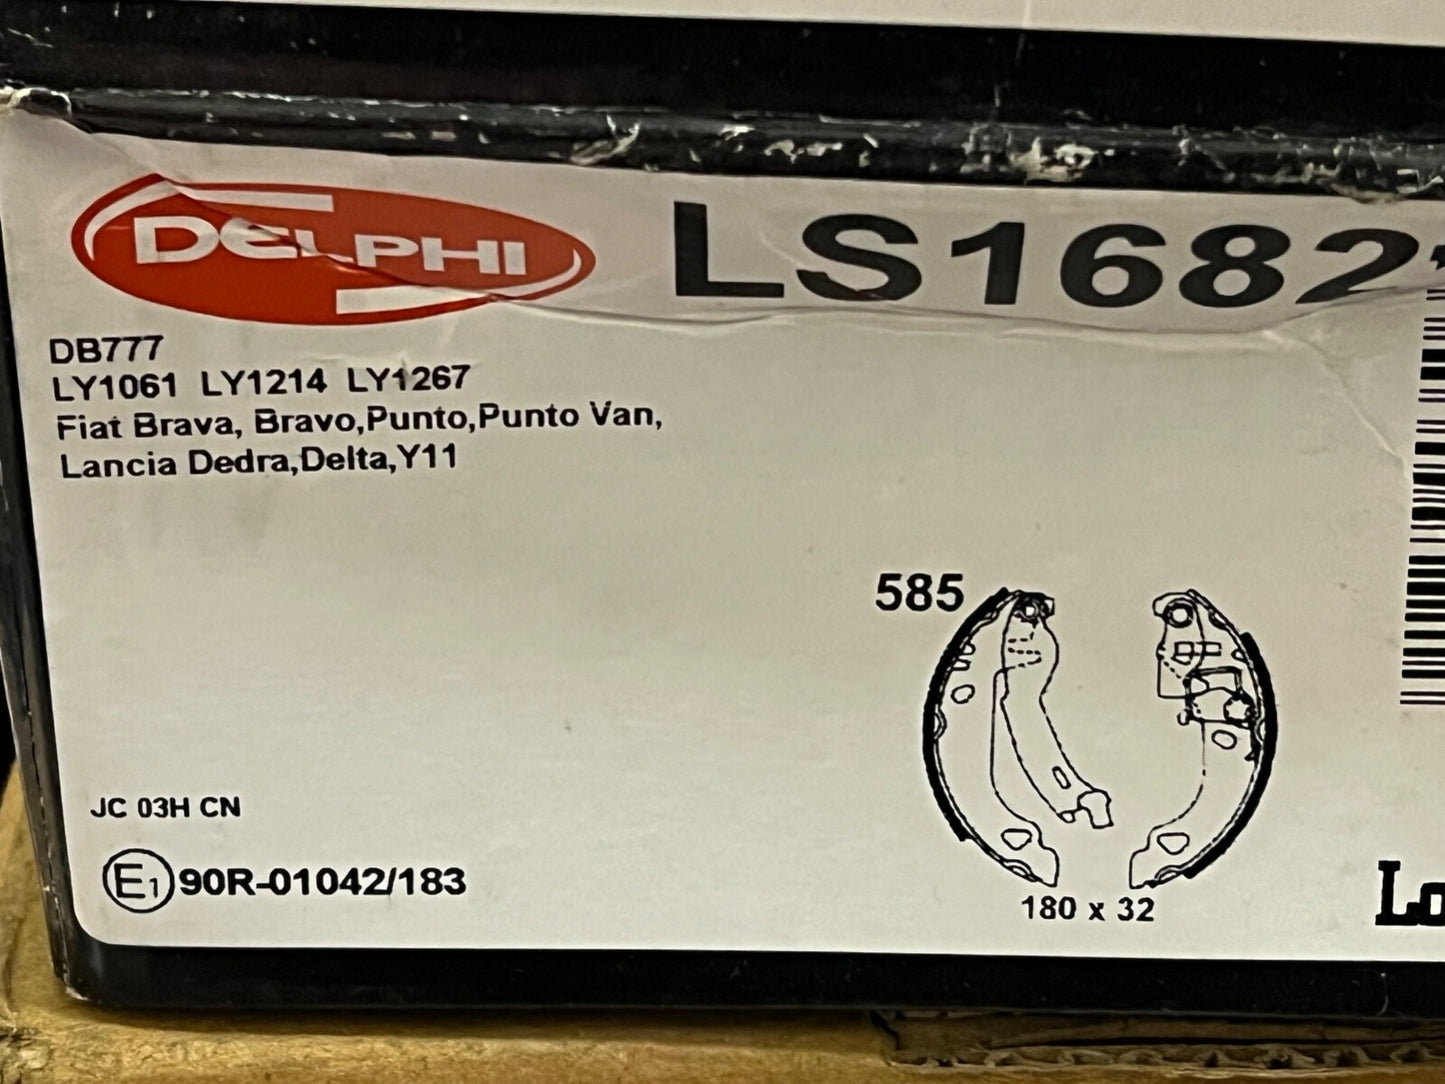 DELPHI
LS1682
DB777
LY1061 LY1214 LY1267
Fiat Brava, Bravo,Punto,Punto Van,
Lancia Dedra,Delta,Y11
585
180 x 32
JC 03H CN
E1 90R-01042/183
Lo